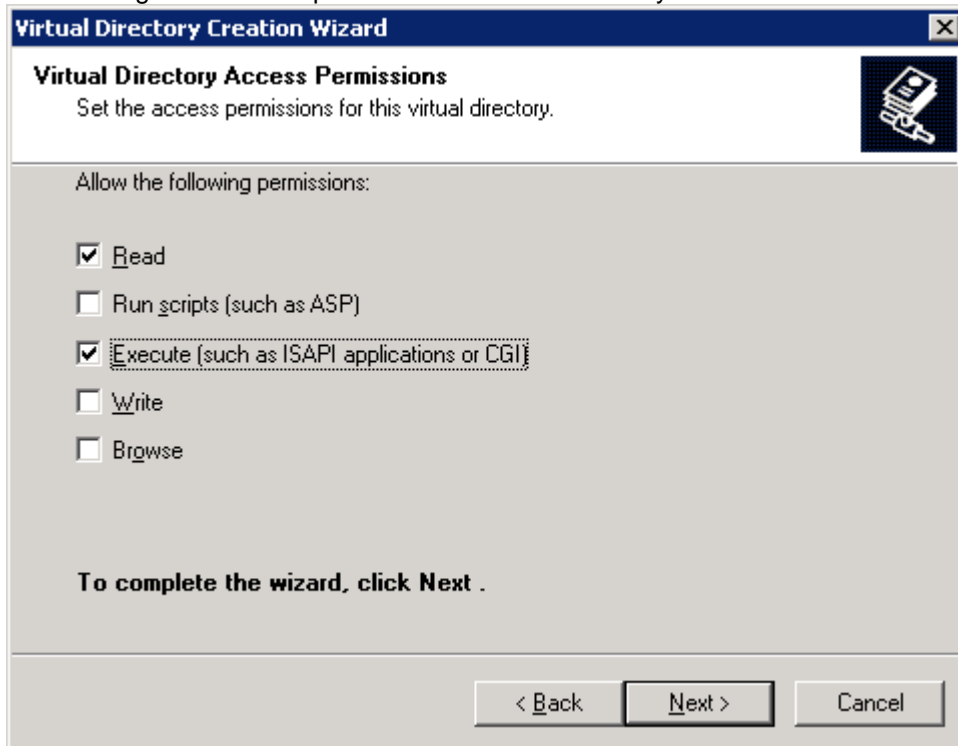 Virtual Directory Creation Wizard
Virtual Directory Access Permissions
Set the access permissions for this virtual directory.
Allow the following permissions:
Read
Run scripts (such as ASP)
Execute (such as ISAPI applications or CGI)
Write
Browse
To complete the wizard, click Next .
< Back
Next >
Cancel